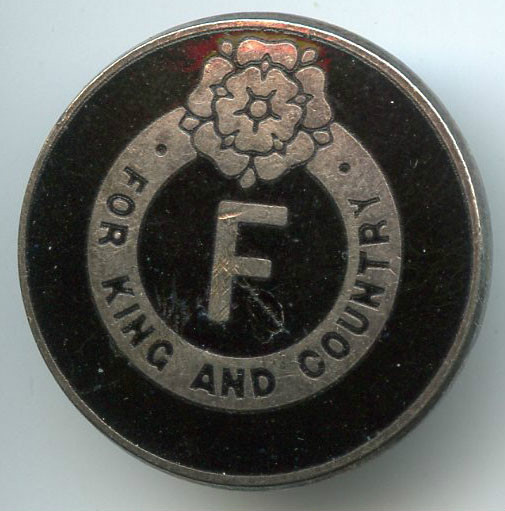 · FOR KING AND COUNTRY ·
F